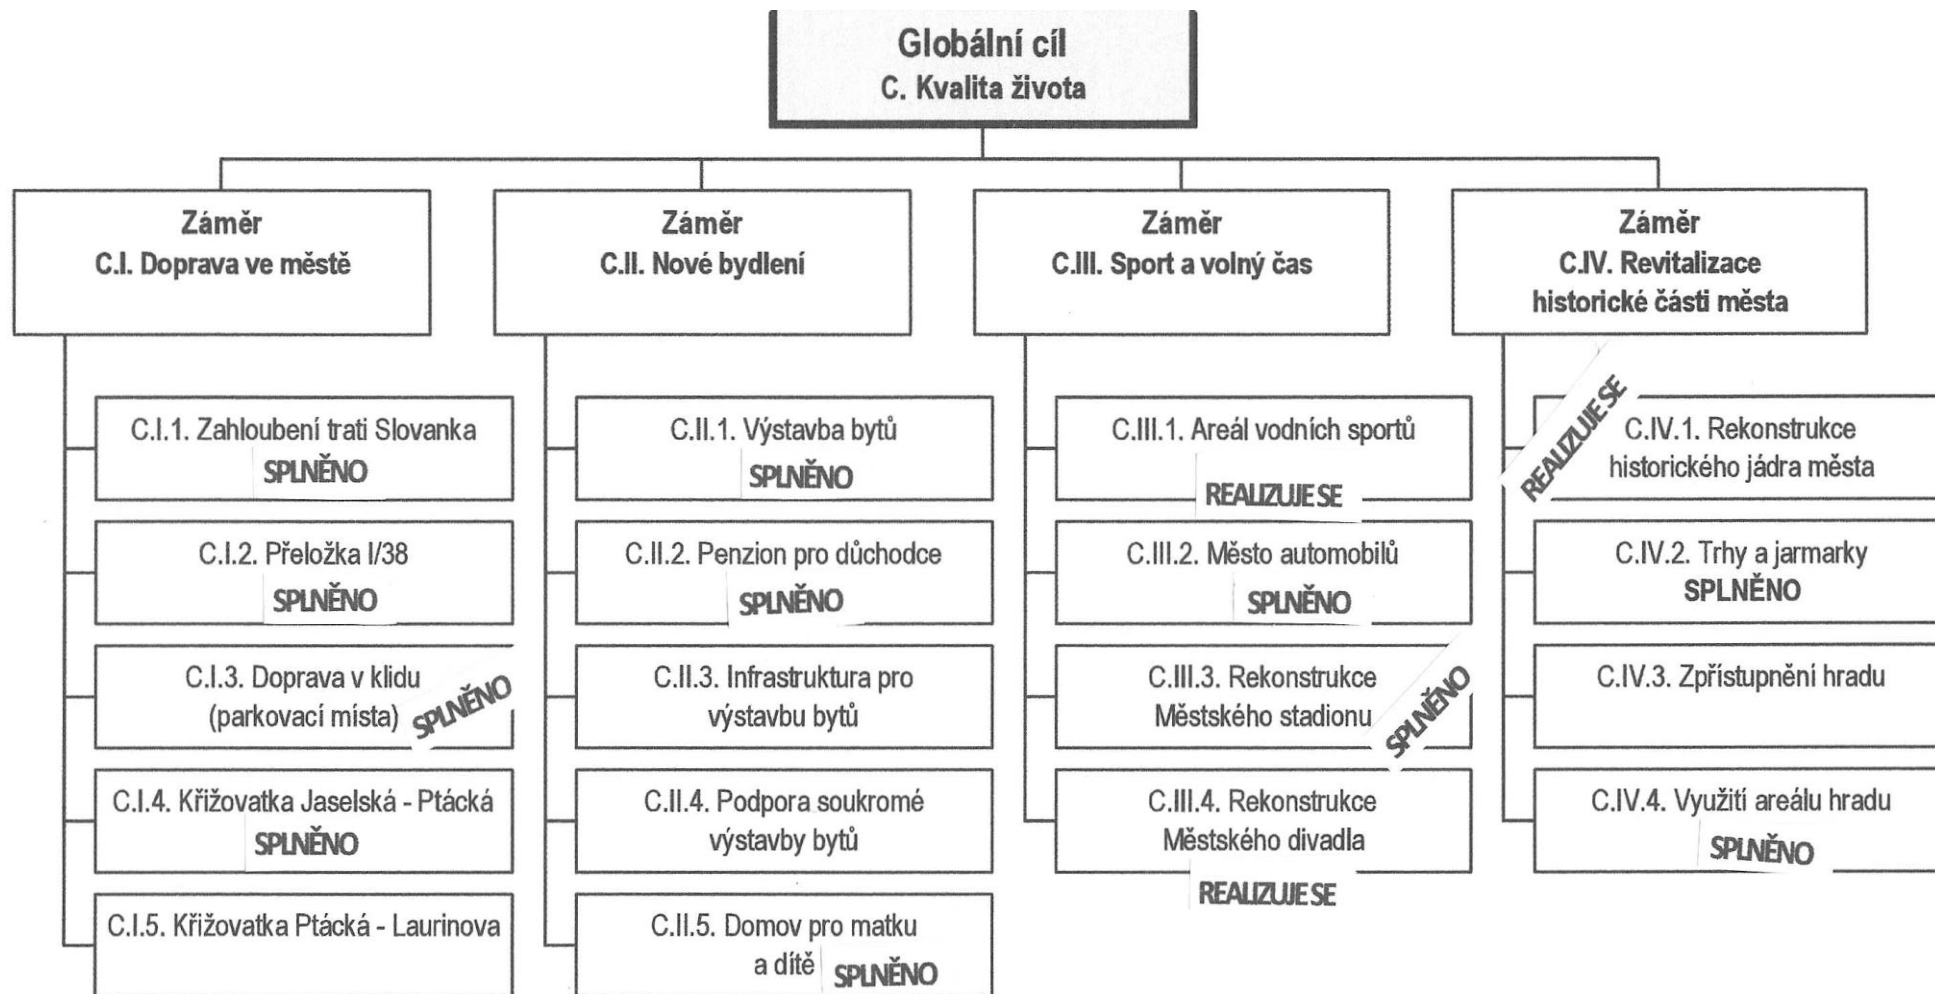 Globální cíl
C. Kvalita života
Záměr
C.I. Doprava ve městě
C.I.1. Zahloubení trati Slovanka
SPLNĚNO
C.I.2. Přeložka I/38
SPLNĚNO
C.I.3. Doprava v klidu
(parkovací místa)
SPLNĚNO
C.I.4. Křižovatka Jaselská - Ptácká
SPLNĚNO
C.I.5. Křižovatka Ptácká - Laurinova
Záměr
C.II. Nové bydlení
C.II.1. Výstavba bytů
SPLNĚNO
C.II.2. Penzion pro důchodce
SPLNĚNO
C.II.3. Infrastruktura pro
výstavbu bytů
C.II.4. Podpora soukromé
výstavby bytů
C.II.5. Domov pro matku
a dítě
SPLNĚNO
Záměr
C.III. Sport a volný čas
C.III.1. Areál vodních sportů
REALIZUJE SE
C.III.2. Město automobilů
SPLNĚNO
C.III.3. Rekonstrukce
Městského stadionu
SPLNĚNO
C.III.4. Rekonstrukce
Městského divadla
REALIZUJE SE
Záměr
C.IV. Revitalizace
historické části města
REALIZUJE SE
C.IV.1. Rekonstrukce
historického jádra města
C.IV.2. Trhy a jarmarky
SPLNĚNO
C.IV.3. Zpřístupnění hradu
C.IV.4. Využití areálu hradu
SPLNĚNO